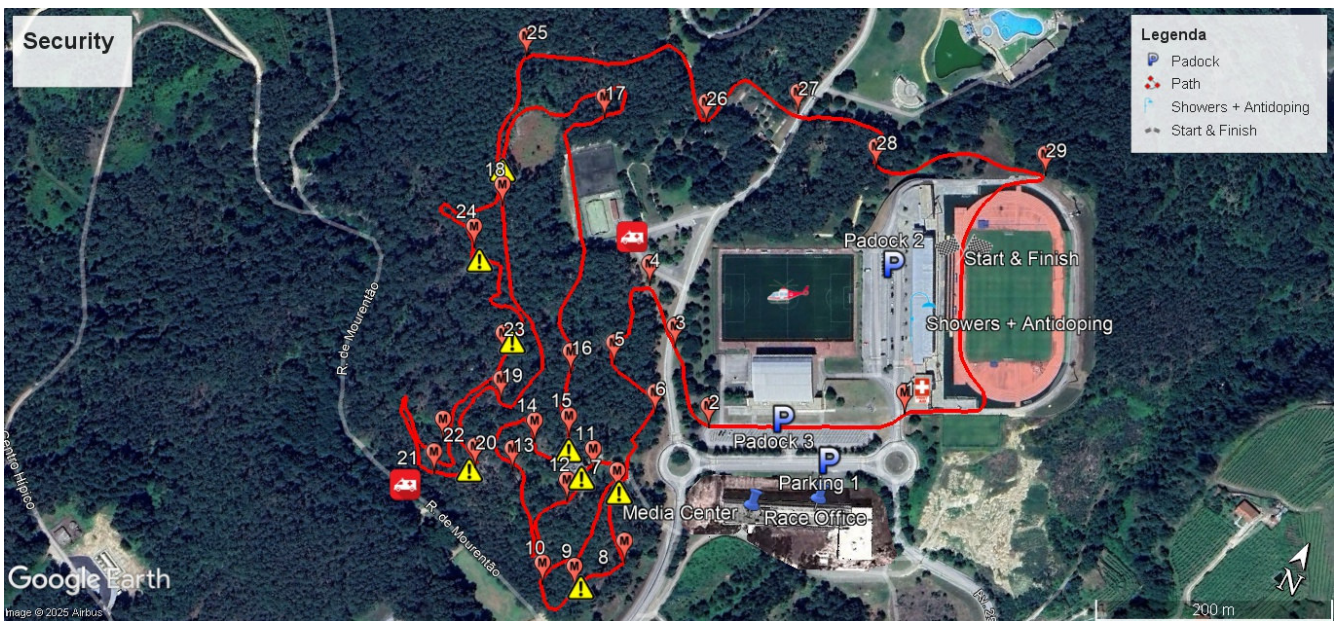 Security
Legenda
Padock
Path
Showers + Antidoping
Start & Finish
25
17
27
26
28
29
18
24
4
Padock 2
Start & Finish
3
Showers + Antidoping
5
23
16
R. de Mourentão
19
6
1
2
14
15
Padock 3
22
20
13
11
21
12
7
Parking 1
Media Center
Race Office
R. de Mourentão
10
9
8
Centro Hípico
Google Earth
Image © 2025 Airbus
200 m
N